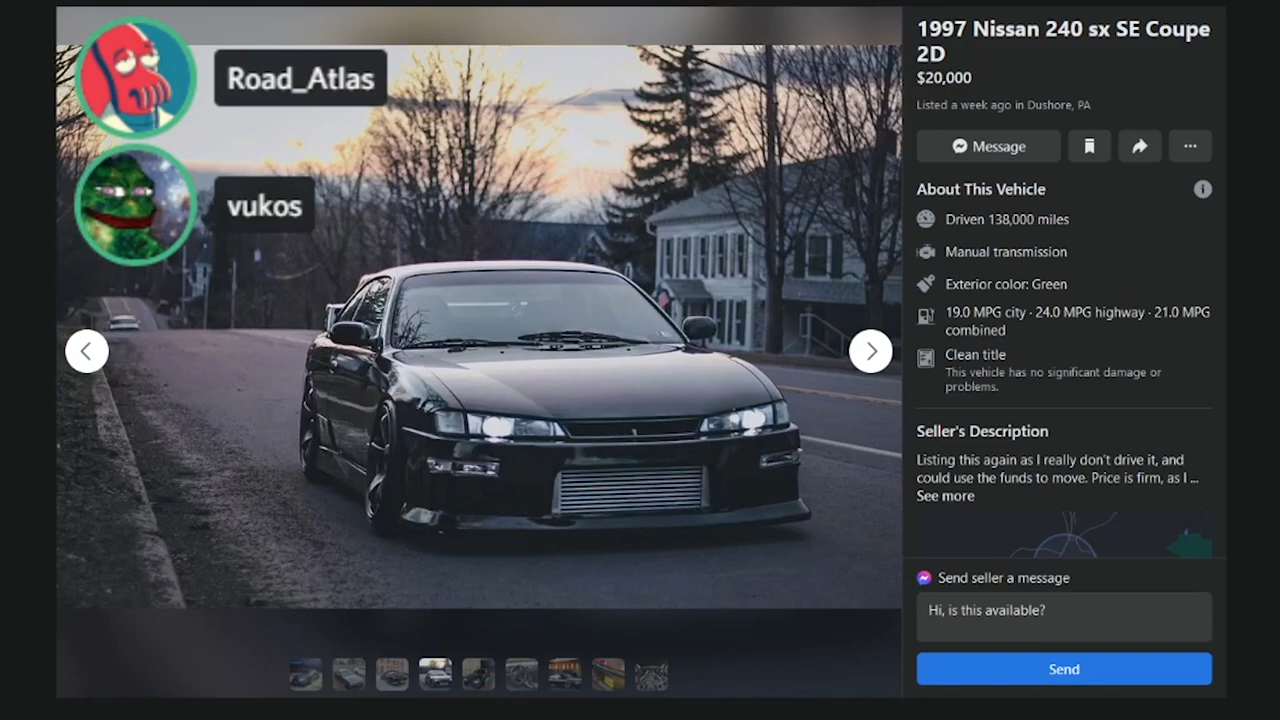 Road_Atlas
vukos
1997 Nissan 240 sx SE Coupe
2D
$20,000
Listed a week ago in Dushore, PA
Message
About This Vehicle
Driven 138,000 miles
Manual transmission
Exterior color: Green
19.0 MPG city · 24.0 MPG highway · 21.0 MPG
combined
Clean title
This vehicle has no significant damage or
problems.
Seller's Description
Listing this again as I really don't drive it, and
could use the funds to move. Price is firm, as I ...
See more
Send seller a message
Hi, is this available?
Send